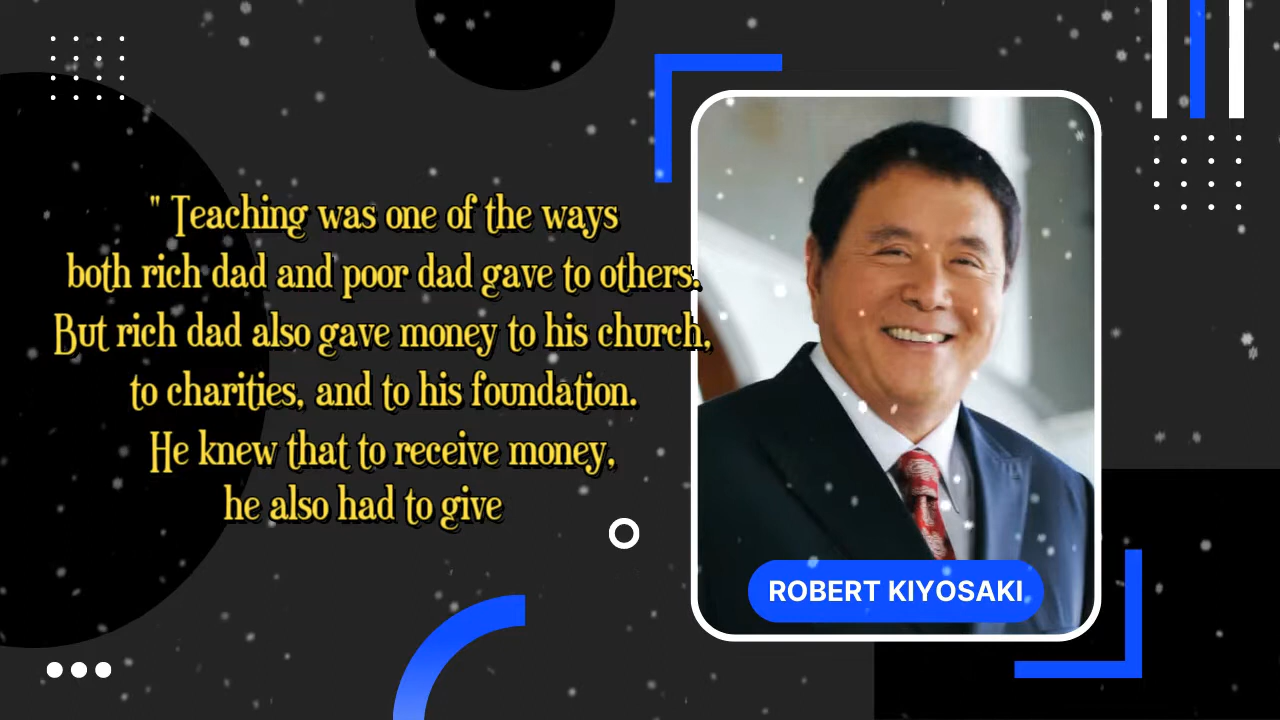 " Teaching was one of the ways
both rich dad and poor dad gave to others.
But rich dad also gave money to his church,
to charities, and to his foundation.
He knew that to receive money,
he also had to give
ROBERT KIYOSAKI